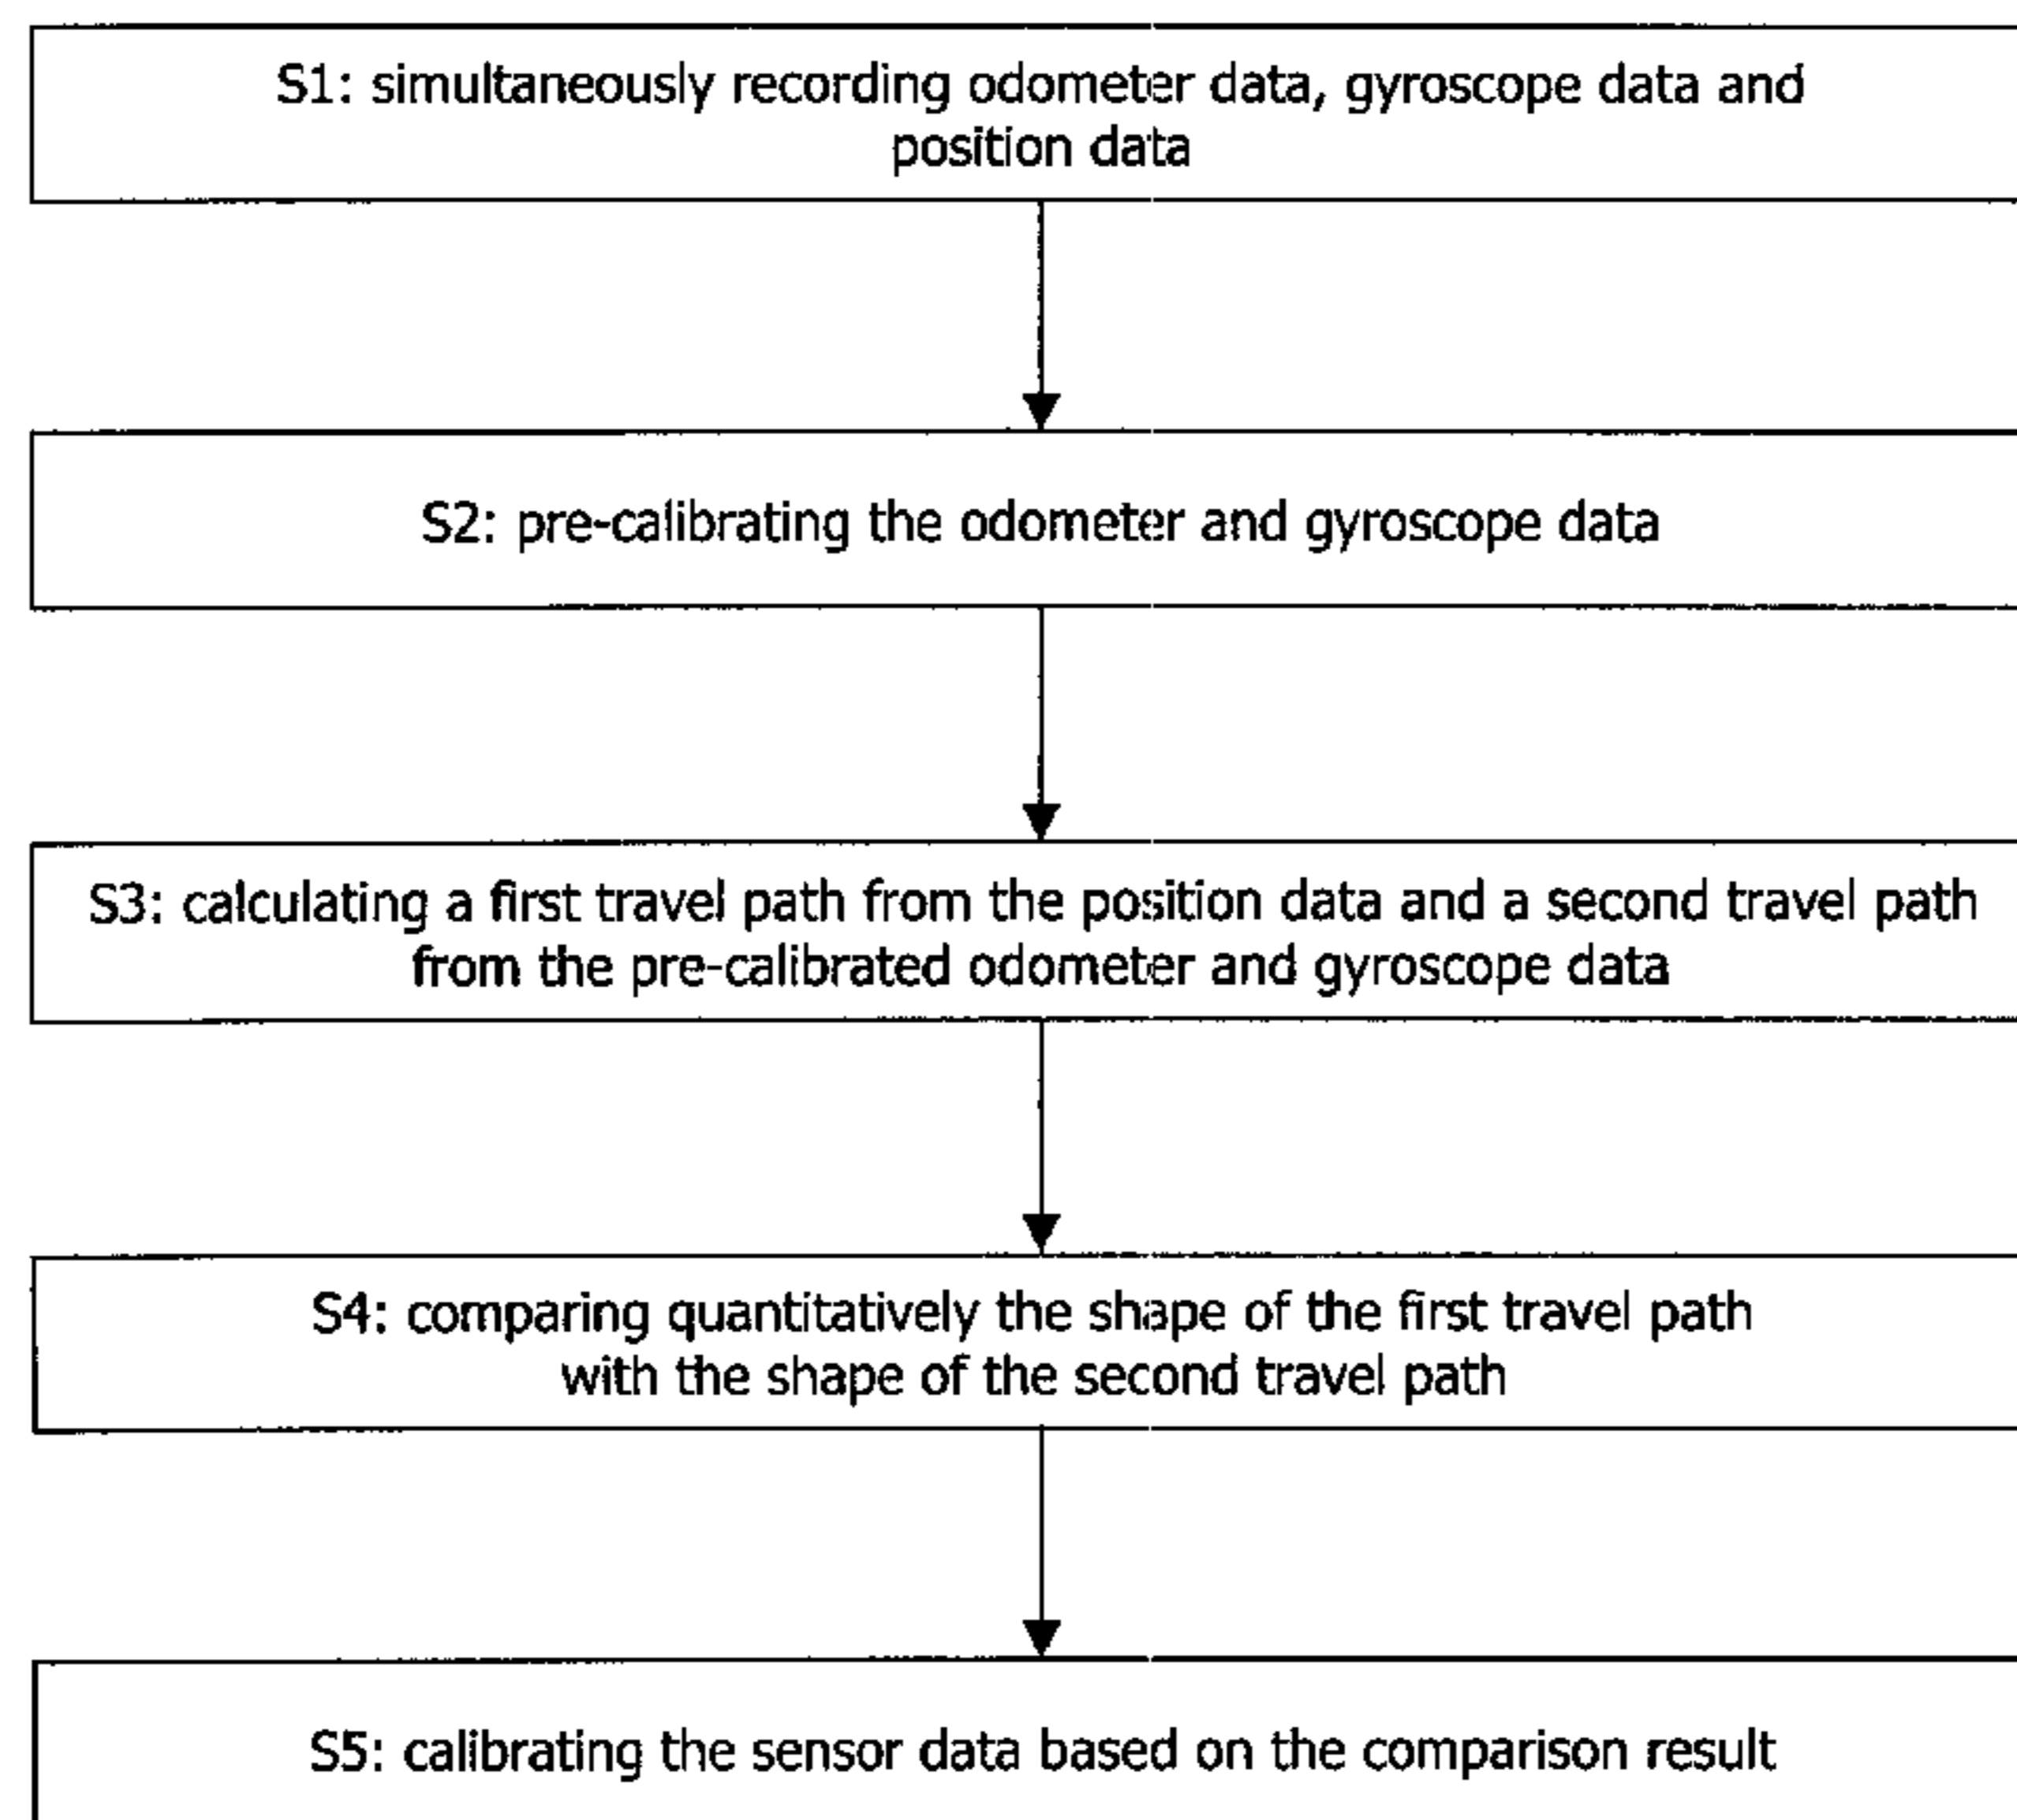 S1: simultaneously recording odometer data, gyroscope data and
position data
S2: pre-calibrating the odometer and gyroscope data
S3: calculating a first travel path from the position data and a second travel path
from the pre-calibrated odometer and gyroscope data
S4: comparing quantitatively the shape of the first travel path
with the shape of the second travel path
S5: calibrating the sensor data based on the comparison result